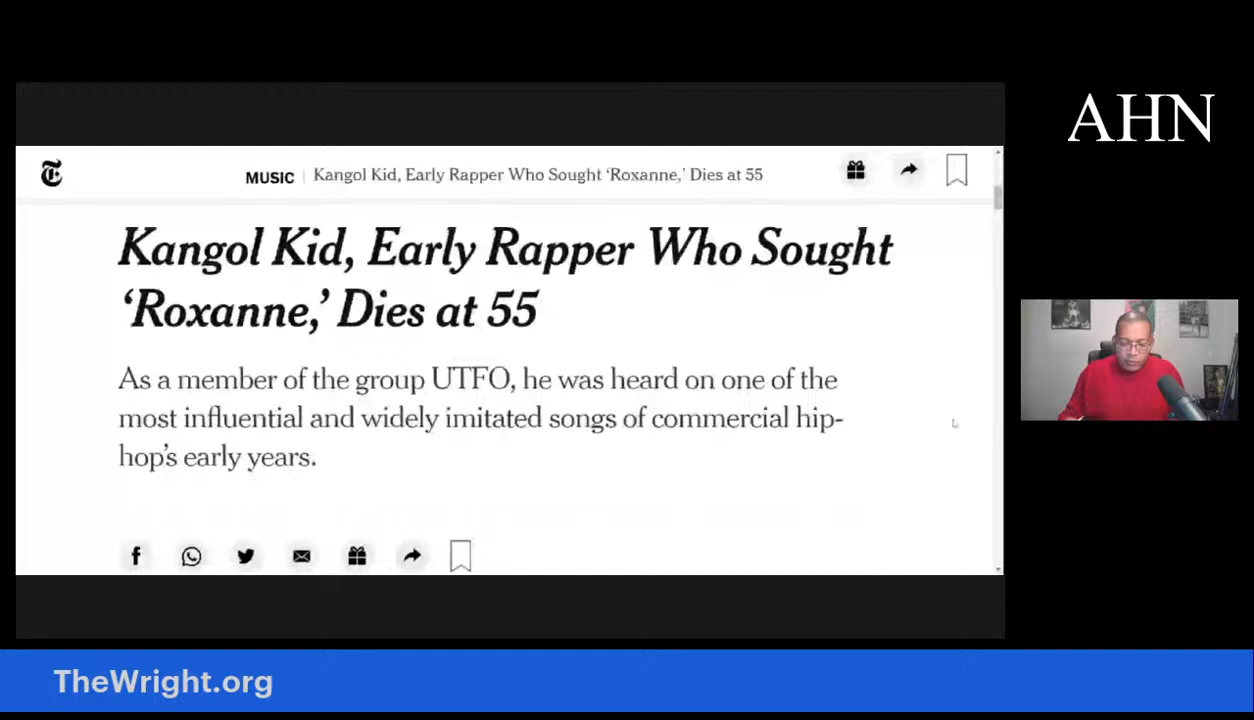 AHN
MUSIC | Kangol Kid, Early Rapper Who Sought ‘Roxanne,’ Dies at 55
Kangol Kid, Early Rapper Who Sought
‘Roxanne,’ Dies at 55
As a member of the group UTFO, he was heard on one of the
most influential and widely imitated songs of commercial hip-
hop’s early years.
TheWright.org